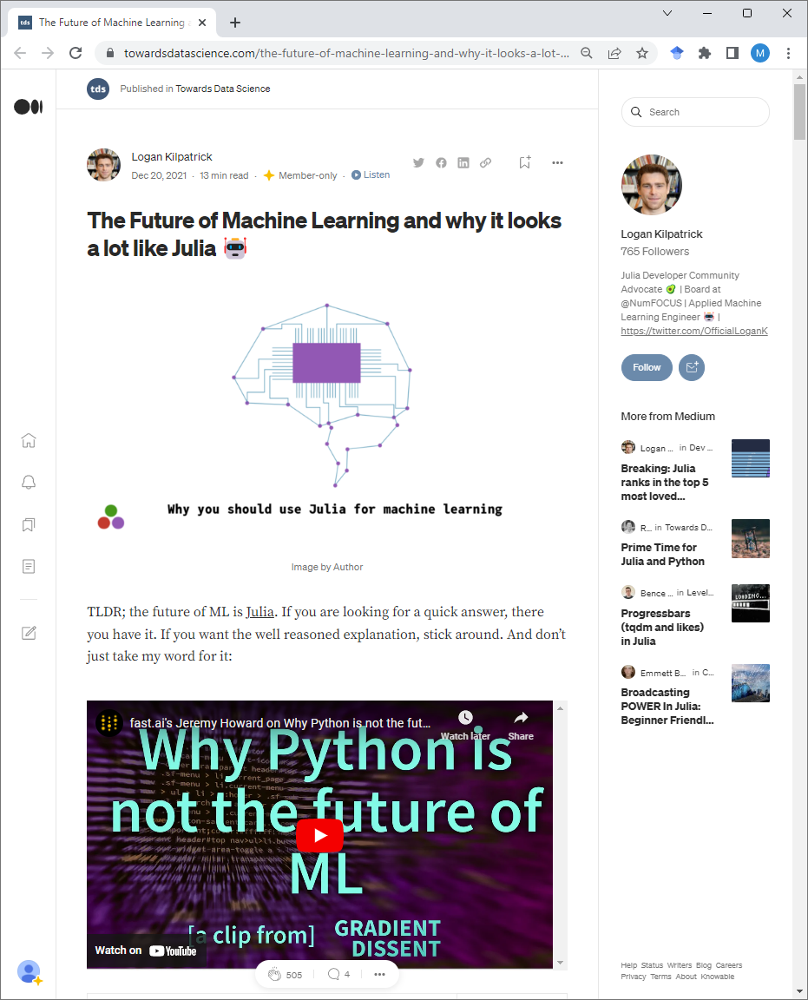 tds
The Future of Machine Learning
towardsdatascience.com/the-future-of-machine-learning-and-why-it-looks-a-lot-...
M
tds
Published in Towards Data Science
Logan Kilpatrick
Dec 20, 2021 · 13 min read · Member-only · Listen
The Future of Machine Learning and why it looks
a lot like Julia 🤖
Why you should use Julia for machine learning
Image by Author
TLDR; the future of ML is Julia. If you are looking for a quick answer, there
you have it. If you want the well reasoned explanation, stick around. And don’t
just take my word for it:
fast.ai's Jeremy Howard on Why Python is not the fut...
Watch later
Share
Why Python is
not the future of
ML
[a clip from] GRADIENT
DISSENT
Watch on YouTube
505
4
Search
Logan Kilpatrick
765 Followers
Julia Developer Community
Advocate 🥑 | Board at
@NumFOCUS | Applied Machine
Learning Engineer 🤖 |
https://twitter.com/OfficialLoganK
Follow
More from Medium
Logan ... in Dev ...
Breaking: Julia
ranks in the top 5
most loved...
R... in Towards D...
Prime Time for
Julia and Python
Bence ... in Level...
Progressbars
(tqdm and likes)
in Julia
LOADING...
Emmett B... in C...
Broadcasting
POWER In Julia:
Beginner Friendl...
Help Status Writers Blog Careers
Privacy Terms About Knowable